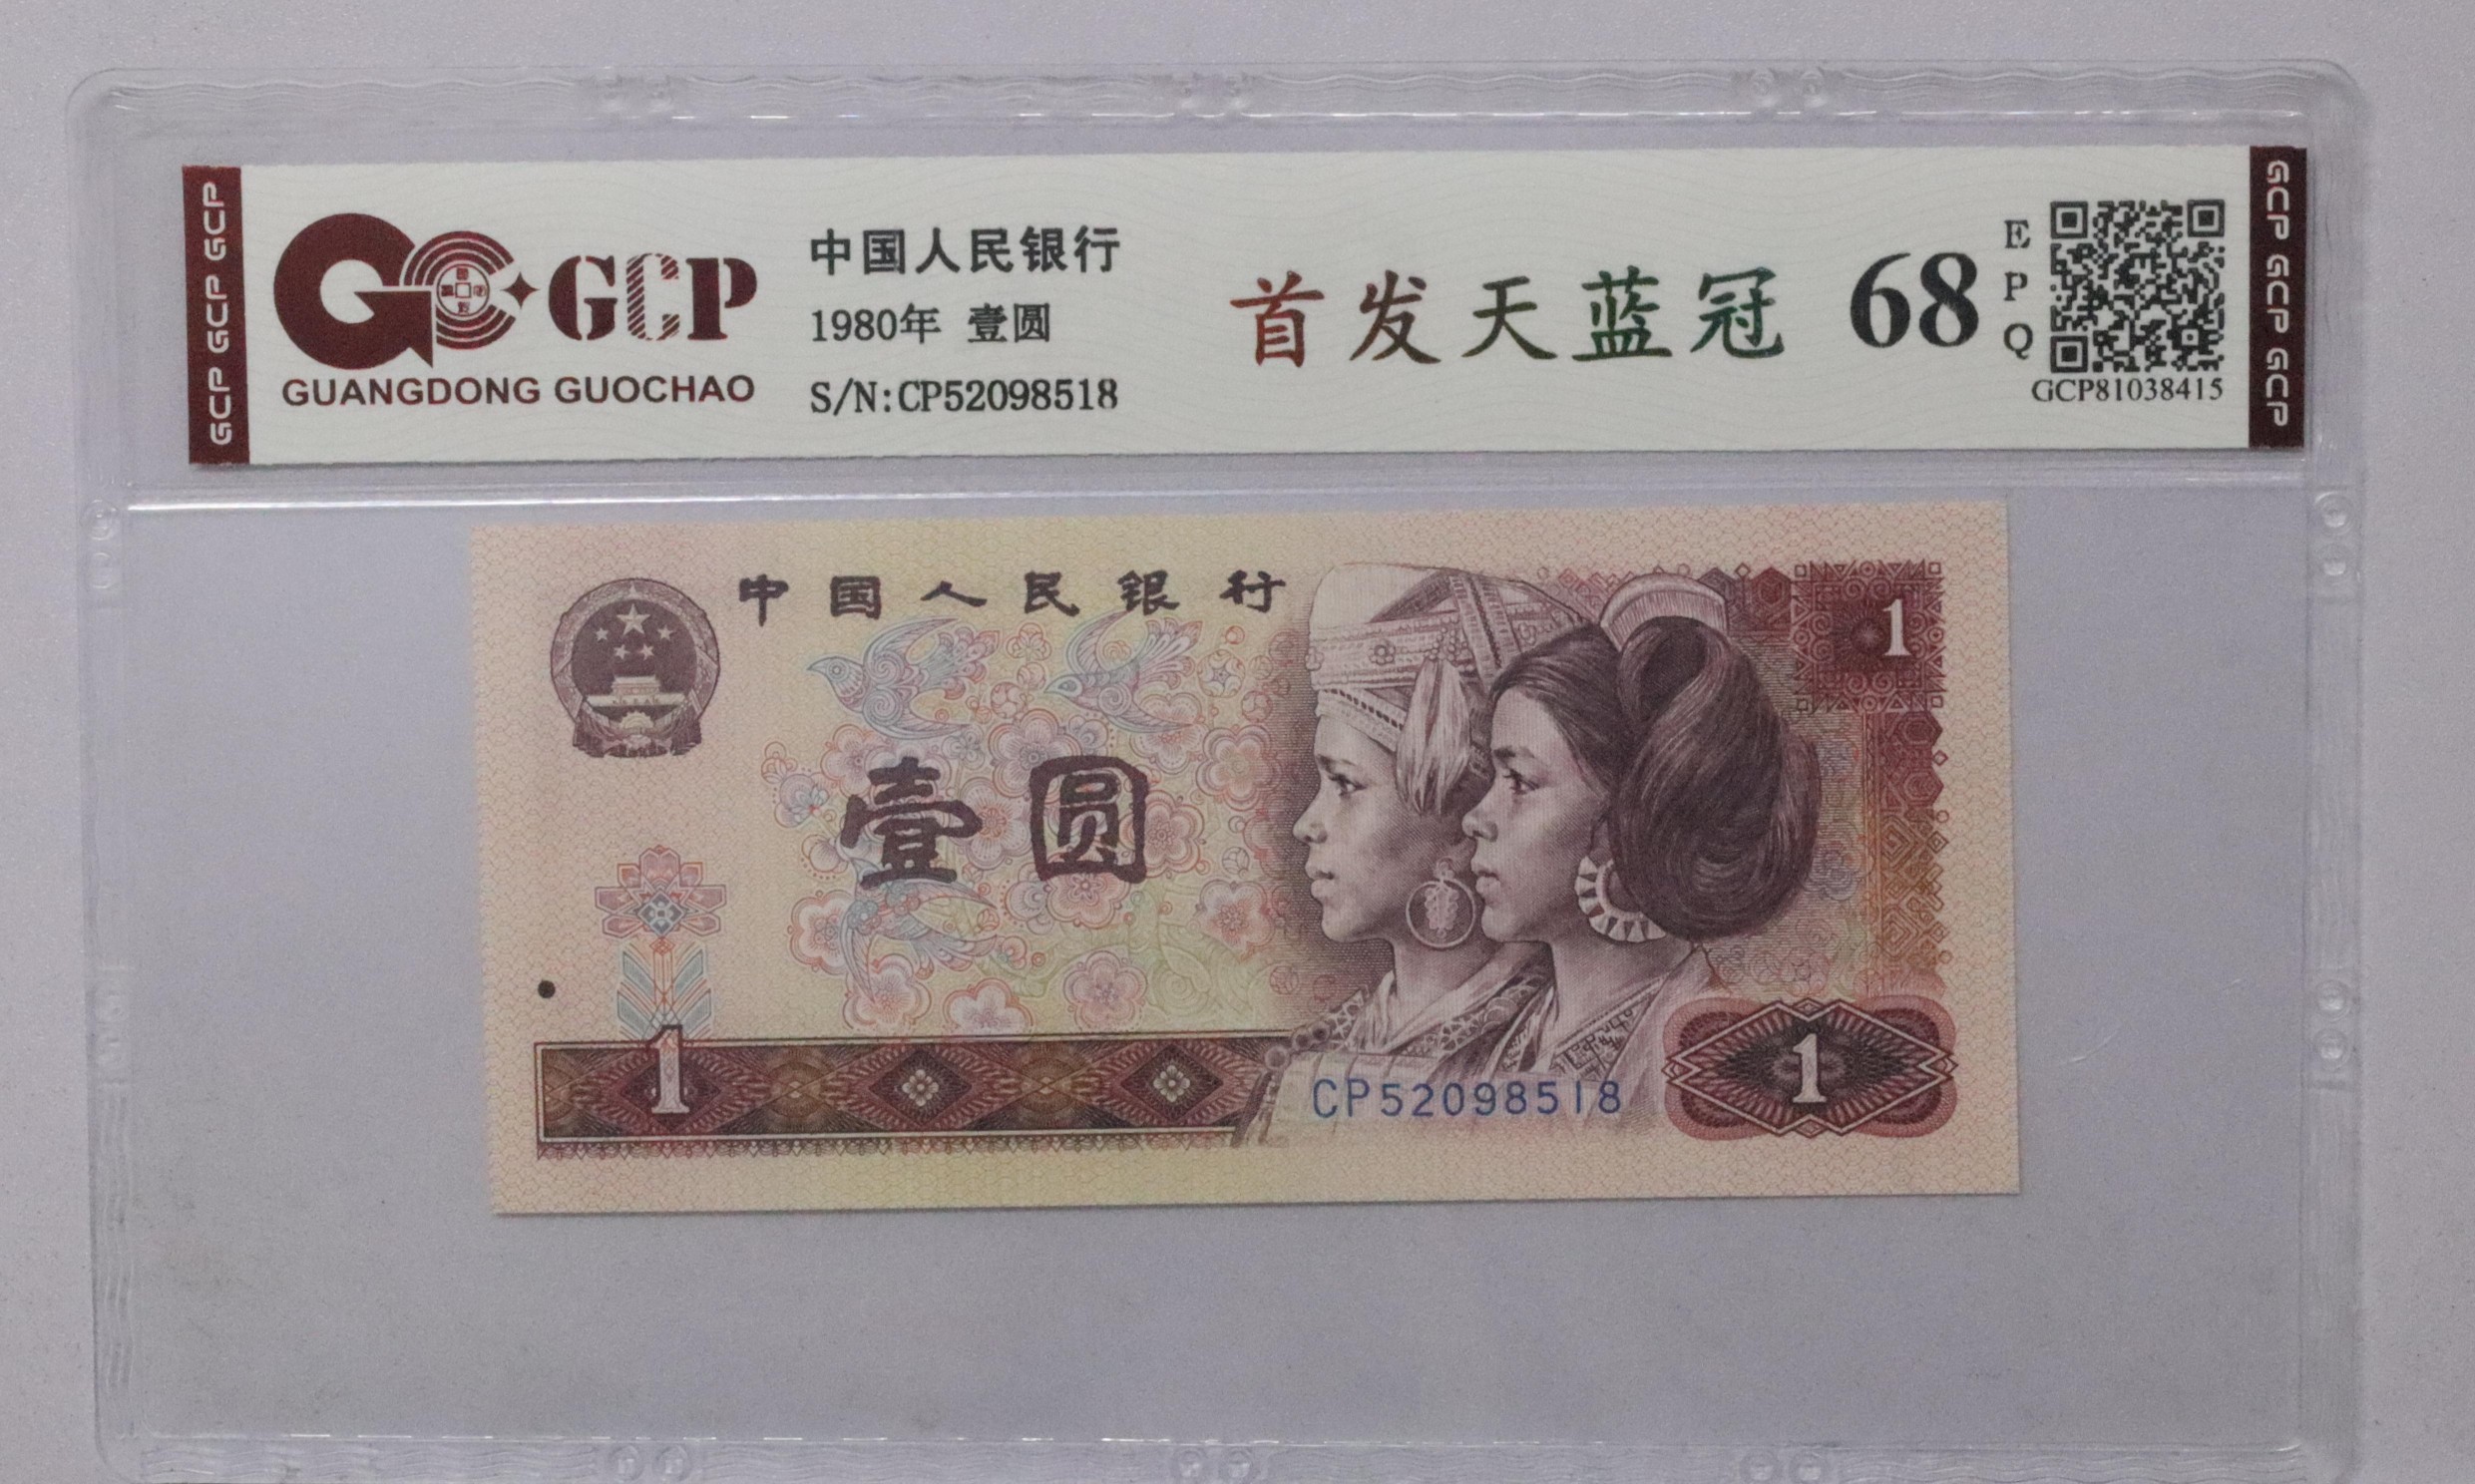 GCP GCP GCP
GCP
GUANGDONG GUOCHAO
中国人民银行
1980年 壹圆
S/N:CP52098518
首发天蓝冠
68
E
P
Q
GCP81038415
GCP GCP GCP
中国人民银行
1
壹圆
1
CP52098518
1